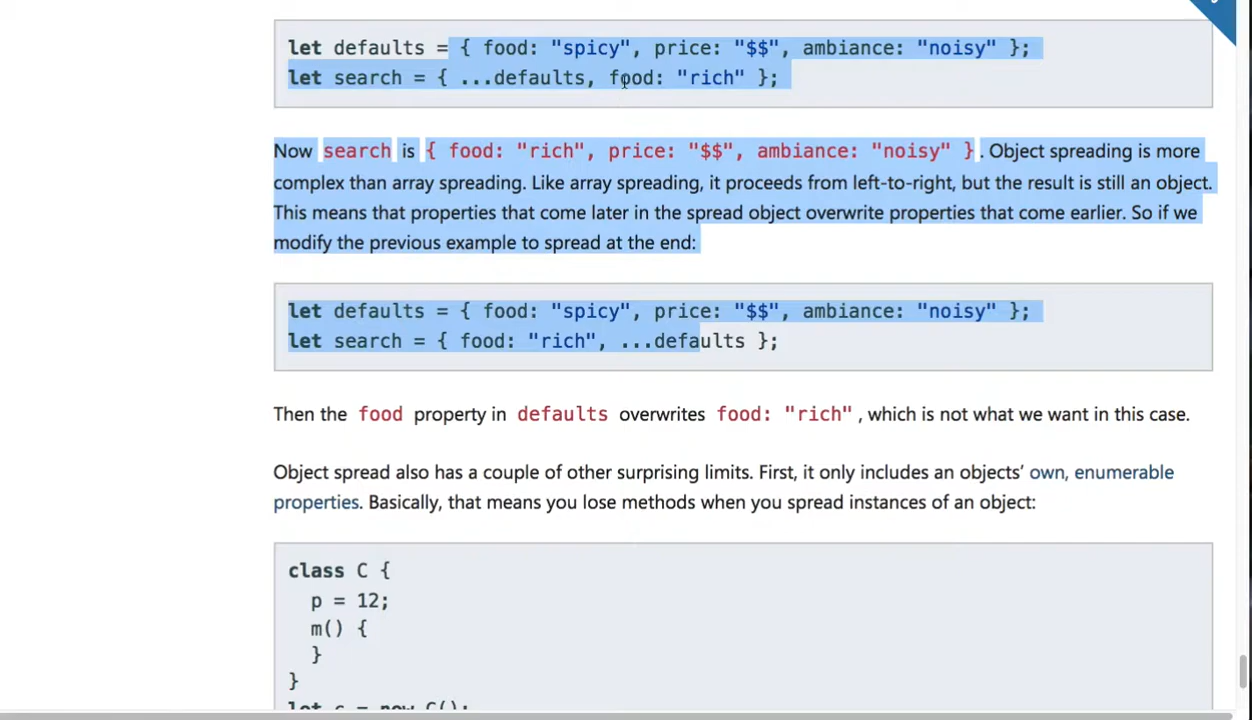 let defaults = { food: "spicy", price: "$$", ambiance: "noisy" };
let search = { ...defaults, food: "rich" };
Now search is { food: "rich", price: "$$", ambiance: "noisy" }. Object spreading is more
complex than array spreading. Like array spreading, it proceeds from left-to-right, but the result is still an object.
This means that properties that come later in the spread object overwrite properties that come earlier. So if we
modify the previous example to spread at the end:
let defaults = { food: "spicy", price: "$$", ambiance: "noisy" };
let search = { food: "rich", ...defaults };
Then the food property in defaults overwrites food: "rich", which is not what we want in this case.
Object spread also has a couple of other surprising limits. First, it only includes an objects’ own, enumerable
properties. Basically, that means you lose methods when you spread instances of an object:
class C {
p = 12;
m() {
}
}
let c = new C();